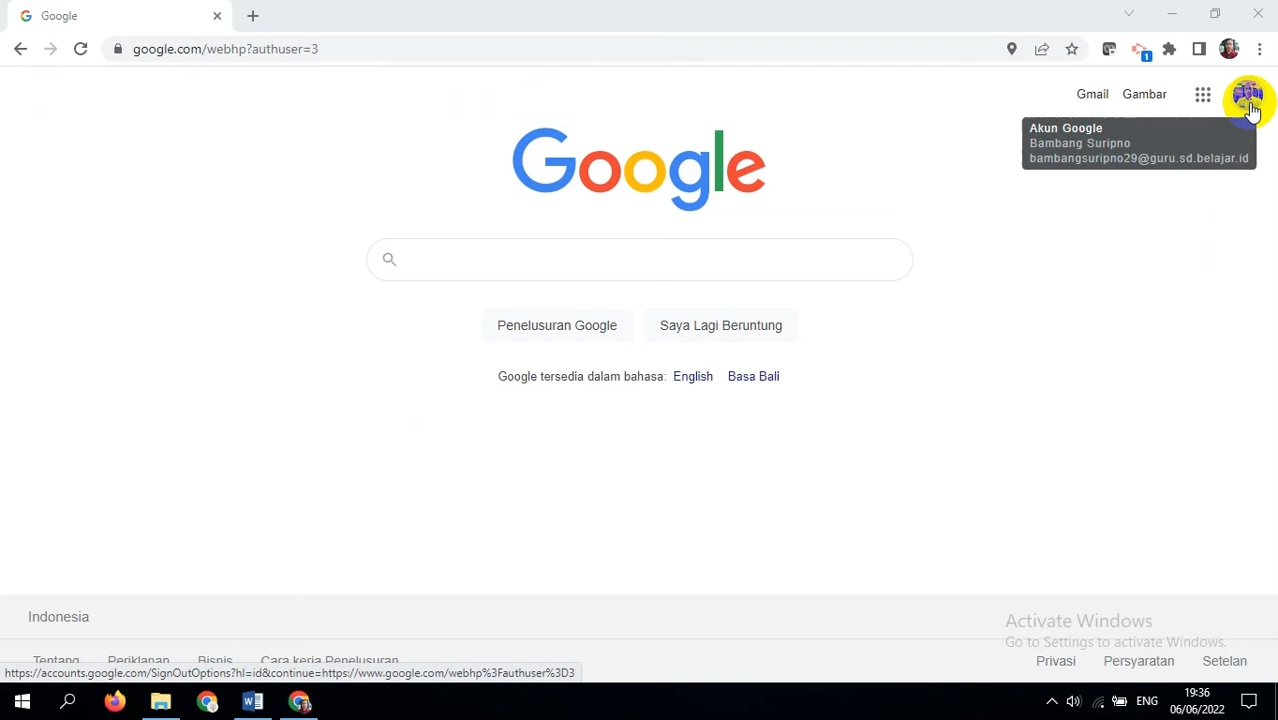 Google
google.com/webhp?authuser=3
1
Gmail Gambar
Akun Google
Bambang Suripno
bambangsuripno29@guru.sd.belajar.id
Google
Penelusuran Google Saya Lagi Beruntung
Google tersedia dalam bahasa: English Basa Bali
Indonesia
Activate Windows
Go to Settings to activate Windows.
Tentang Periklanan Bisnis Cara kerja Penelusuran Privasi Persyaratan Setelan
https://accounts.google.com/SignOutOptions?hl=id&continue=https://www.google.com/webhp%3Fauthuser%3D3
ENG
19:36
06/06/2022